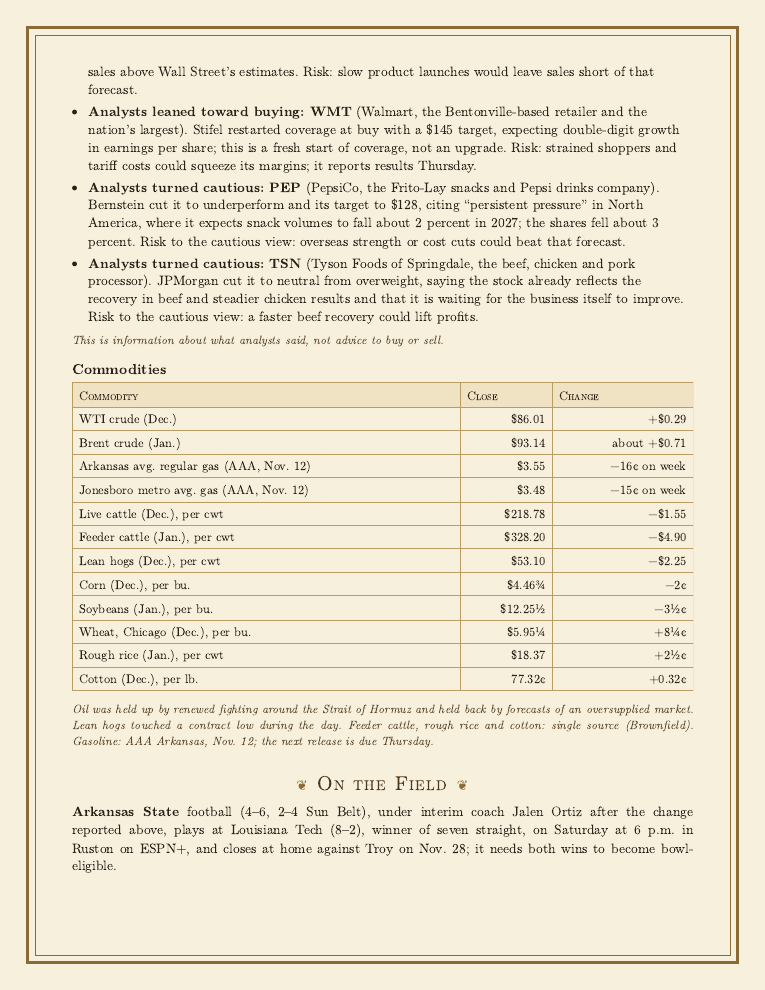 sales above Wall Street's estimates. Risk: slow product launches would leave sales short of that
forecast.
• Analysts leaned toward buying: WMT (Walmart, the Bentonville-based retailer and the
nation's largest). Stifel restarted coverage at buy with a $145 target, expecting double-digit growth
in earnings per share; this is a fresh start of coverage, not an upgrade. Risk: strained shoppers and
tariff costs could squeeze its margins; it reports results Thursday.
• Analysts turned cautious: PEP (PepsiCo, the Frito-Lay snacks and Pepsi drinks company).
Bernstein cut it to underperform and its target to $128, citing “persistent pressure” in North
America, where it expects snack volumes to fall about 2 percent in 2027; the shares fell about 3
percent. Risk to the cautious view: overseas strength or cost cuts could beat that forecast.
• Analysts turned cautious: TSN (Tyson Foods of Springdale, the beef, chicken and pork
processor). JPMorgan cut it to neutral from overweight, saying the stock already reflects the
recovery in beef and steadier chicken results and that it is waiting for the business itself to improve.
Risk to the cautious view: a faster beef recovery could lift profits.
This is information about what analysts said, not advice to buy or sell.
Commodities
Commodity Close Change
WTI crude (Dec.) $86.01 +$0.29
Brent crude (Jan.) $93.14 about +$0.71
Arkansas avg. regular gas (AAA, Nov. 12) $3.55 −16¢ on week
Jonesboro metro avg. gas (AAA, Nov. 12) $3.48 −15¢ on week
Live cattle (Dec.), per cwt $218.78 −$1.55
Feeder cattle (Jan.), per cwt $328.20 −$4.90
Lean hogs (Dec.), per cwt $53.10 −$2.25
Corn (Dec.), per bu. $4.46¾ −2¢
Soybeans (Jan.), per bu. $12.25½ −3½¢
Wheat, Chicago (Dec.), per bu. $5.95¼ +8¼¢
Rough rice (Jan.), per cwt $18.37 +2½¢
Cotton (Dec.), per lb. 77.32¢ +0.32¢
Oil was held up by renewed fighting around the Strait of Hormuz and held back by forecasts of an oversupplied market.
Lean hogs touched a contract low during the day. Feeder cattle, rough rice and cotton: single source (Brownfield).
Gasoline: AAA Arkansas, Nov. 12; the next release is due Thursday.
❦ On the Field ❦
Arkansas State football (4–6, 2–4 Sun Belt), under interim coach Jalen Ortiz after the change
reported above, plays at Louisiana Tech (8–2), winner of seven straight, on Saturday at 6 p.m. in
Ruston on ESPN+, and closes at home against Troy on Nov. 28; it needs both wins to become bowl-
eligible.